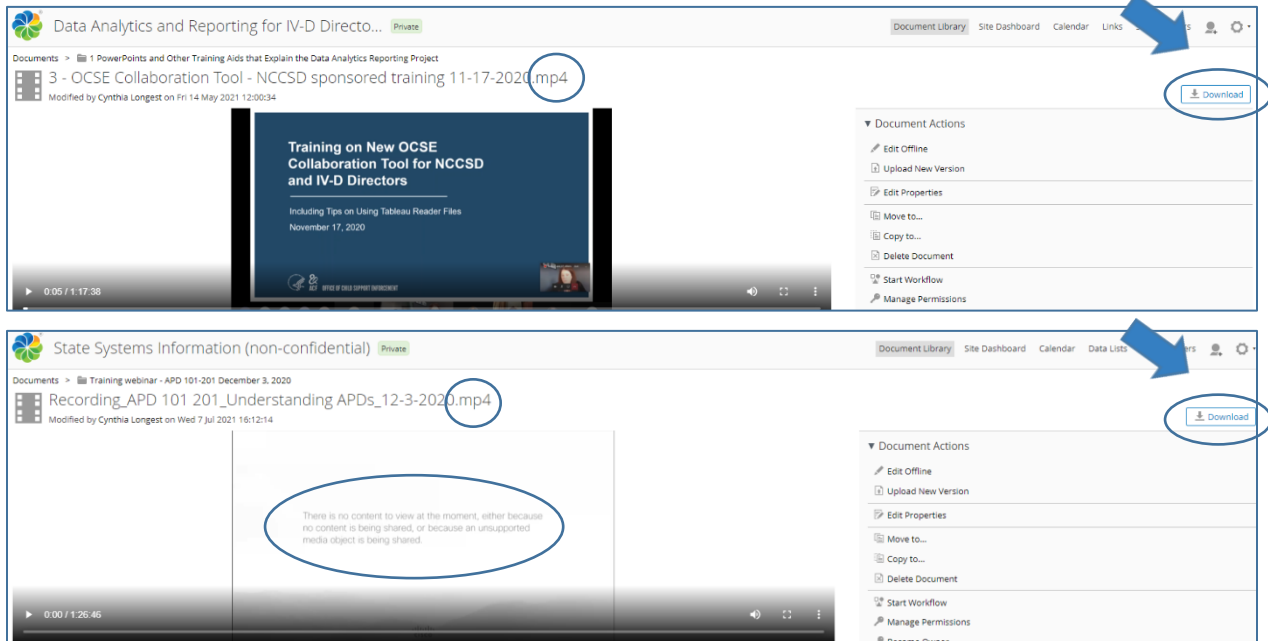 Data Analytics and Reporting for IV-D Directo... Private Document Library Site Dashboard Calendar Links
Documents > 1 PowerPoints and Other Training Aids that Explain the Data Analytics Reporting Project
3 - OCSE Collaboration Tool - NCCSD sponsored training 11-17-2020.mp4
Modified by Cynthia Longest on Fri 14 May 2021 12:00:34
Download
Training on New OCSE
Collaboration Tool for NCCSD
and IV-D Directors
Including Tips on Using Tableau Reader Files
November 17, 2020
OFFICE OF CHILD SUPPORT ENFORCEMENT
0:05 / 1:17:38
Document Actions
Edit Offline
Upload New Version
Edit Properties
Move to...
Copy to...
Delete Document
Start Workflow
Manage Permissions
State Systems Information (non-confidential) Private Document Library Site Dashboard Calendar Data Lists
Documents > Training webinar - APD 101-201 December 3, 2020
Recording_APD 101 201_Understanding APDs_12-3-2020.mp4
Modified by Cynthia Longest on Wed 7 Jul 2021 16:12:14
Download
There is no content to view at the moment, either because
no content is being shared, or because an unsupported
media object is being shared.
0:00 / 1:26:46
Document Actions
Edit Offline
Upload New Version
Edit Properties
Move to...
Copy to...
Delete Document
Start Workflow
Manage Permissions